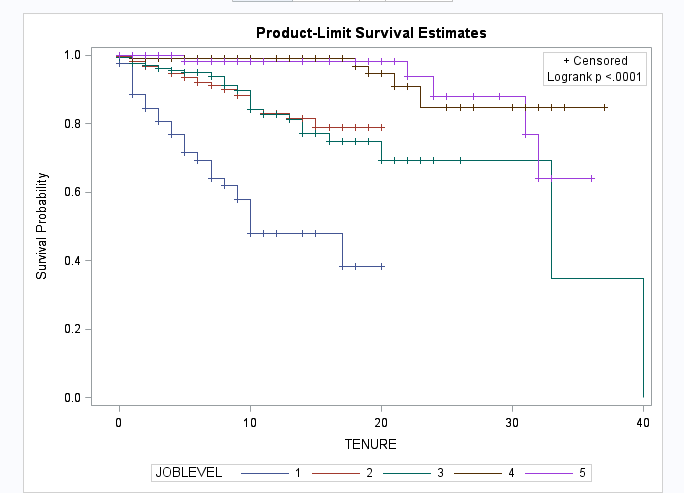 Product-Limit Survival Estimates
+ Censored
Logrank p <.0001
1.0
0.8
0.6
0.4
0.2
0.0
Survival Probability
0 10 20 30 40
TENURE
JOBLEVEL 1 2 3 4 5